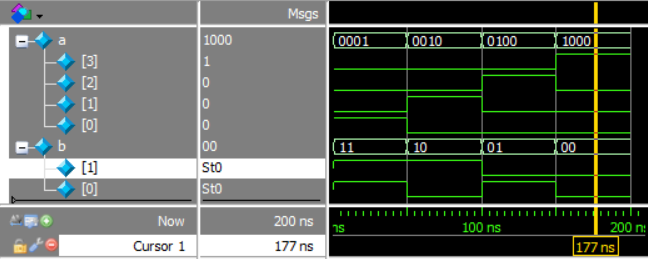 Msgs
a 1000 0001 0010 0100 1000
[3] 1
[2] 0
[1] 0
[0] 0
b 00 11 10 01 00
[1] St0
[0] St0
Now 200 ns ns 100 ns 200 n
Cursor 1 177 ns 177 ns